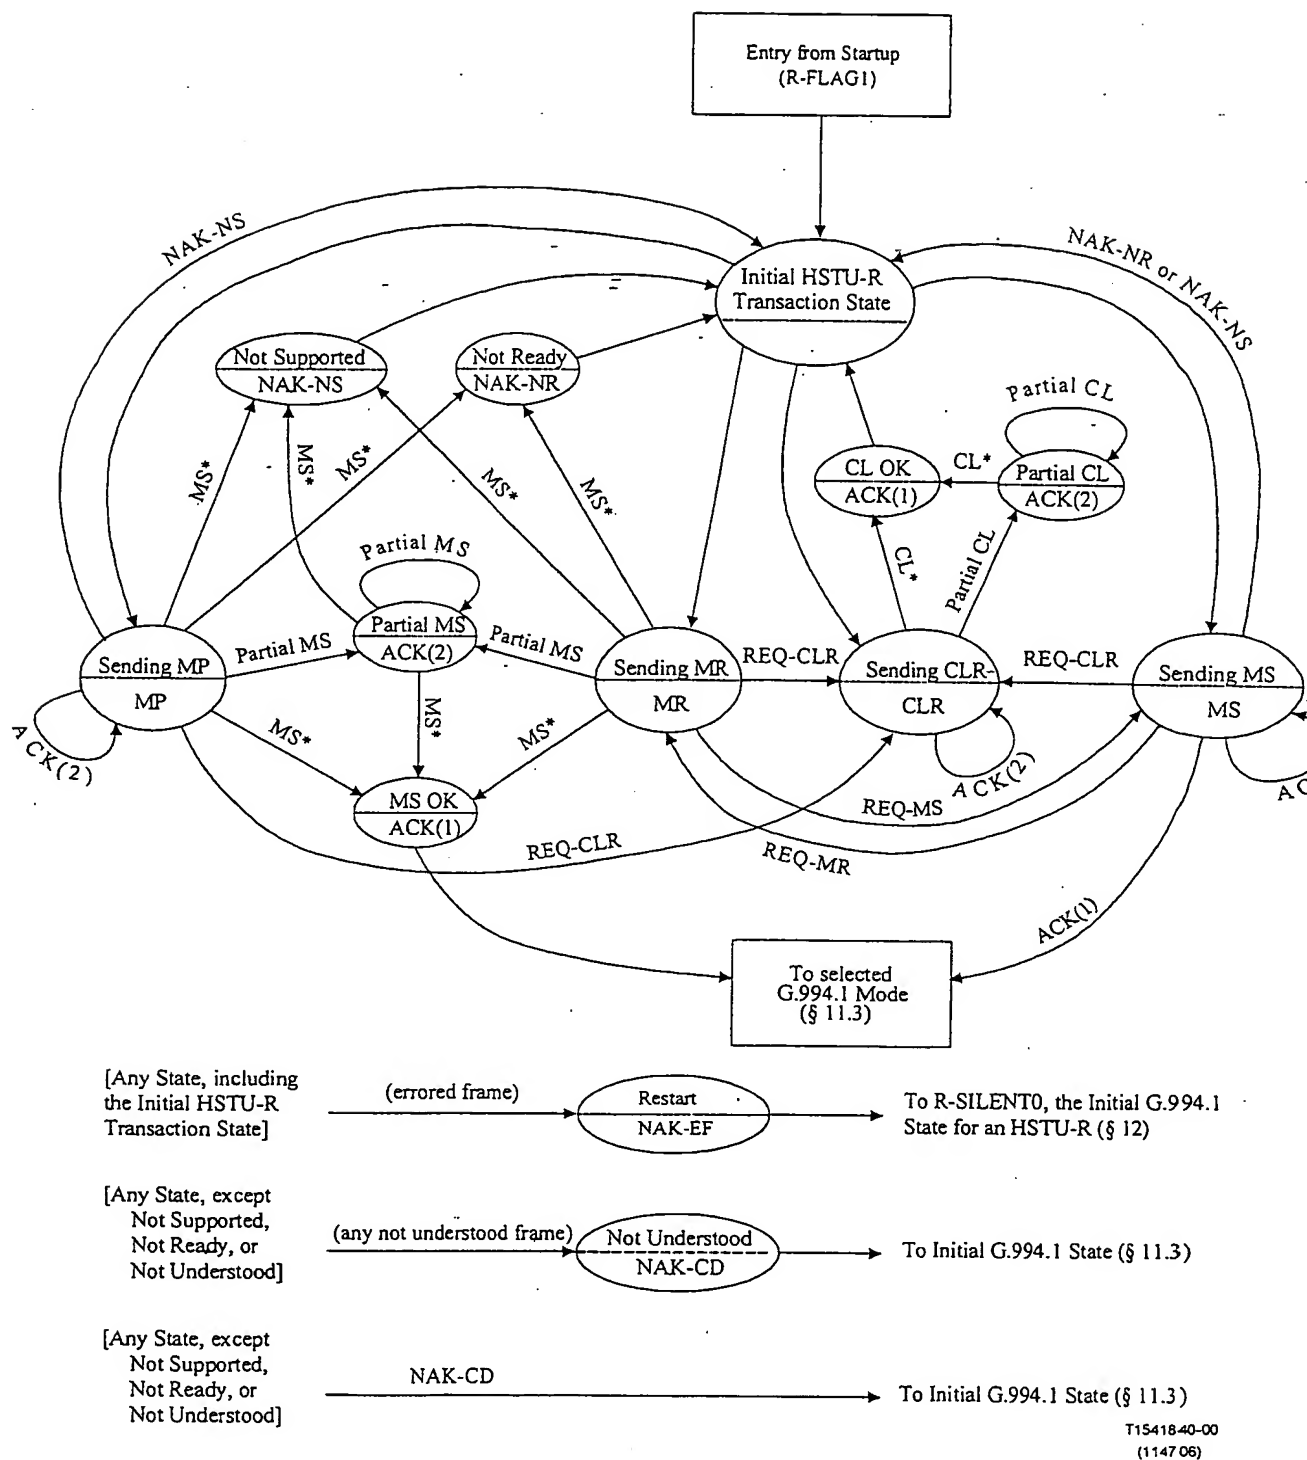 Entry from Startup
(R-FLAG1)
NAK-NS
NAK-NR or NAK-NS
Initial HSTU-R
Transaction State
Not Supported
NAK-NS
Not Ready
NAK-NR
Partial CL
CL OK
ACK(1)
CL*
Partial CL
ACK(2)
MS*
MS*
MS*
MS*
MS*
CL*
Partial CL
Partial MS
Partial MS
ACK(2)
Sending MP
MP
Partial MS
Partial MS
Sending MR
MR
REQ-CLR
Sending CLR-
CLR
REQ-CLR
Sending MS
MS
ACK(2)
MS*
MS*
MS*
ACK(2)
AC
MS OK
ACK(1)
REQ-MS
REQ-CLR
REQ-MR
ACK(1)
To selected
G.994.1 Mode
(§ 11.3)
[Any State, including
the Initial HSTU-R
Transaction State]
(errored frame)
Restart
NAK-EF
To R-SILENT0, the Initial G.994.1
State for an HSTU-R (§ 12)
[Any State, except
Not Supported,
Not Ready, or
Not Understood]
(any not understood frame)
Not Understood
NAK-CD
To Initial G.994.1 State (§ 11.3)
[Any State, except
Not Supported,
Not Ready, or
Not Understood]
NAK-CD
To Initial G.994.1 State (§ 11.3)
T1541840-00
(114706)